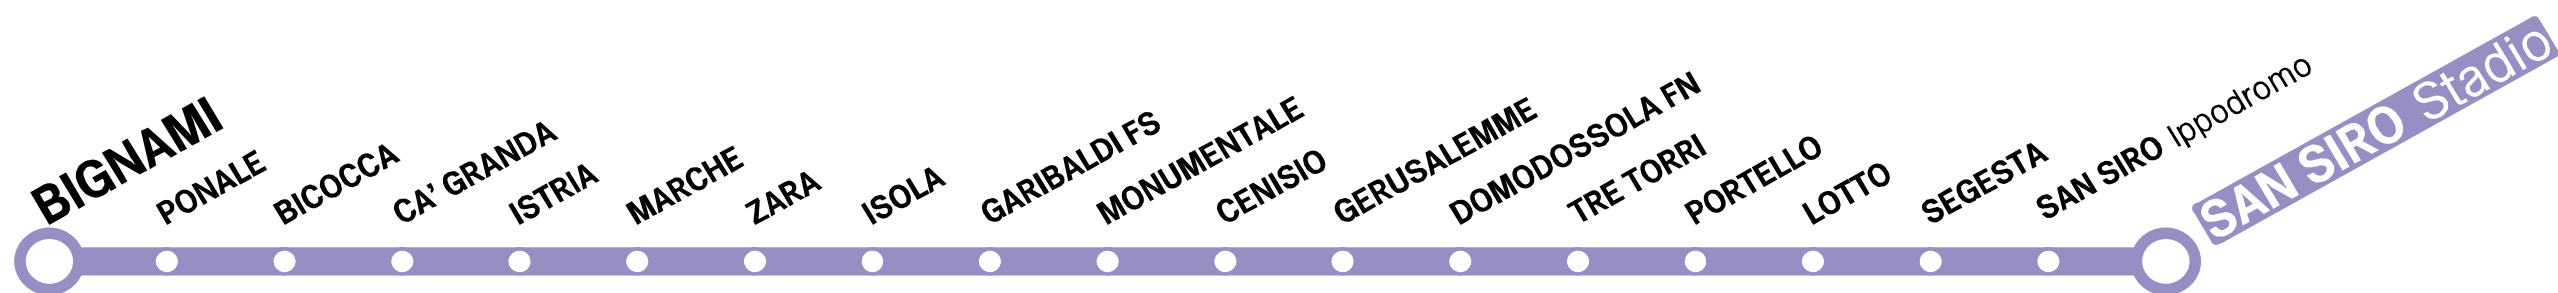 BIGNAMI
PONALE
BICOCCA
CA' GRANDA
ISTRIA
MARCHE
ZARA
ISOLA
GARIBALDI FS
MONUMENTALE
CENISIO
GERUSALEMME
DOMODOSSOLA FN
TRE TORRI
PORTELLO
LOTTO
SEGESTA
SAN SIRO Ippodromo
SAN SIRO Stadio